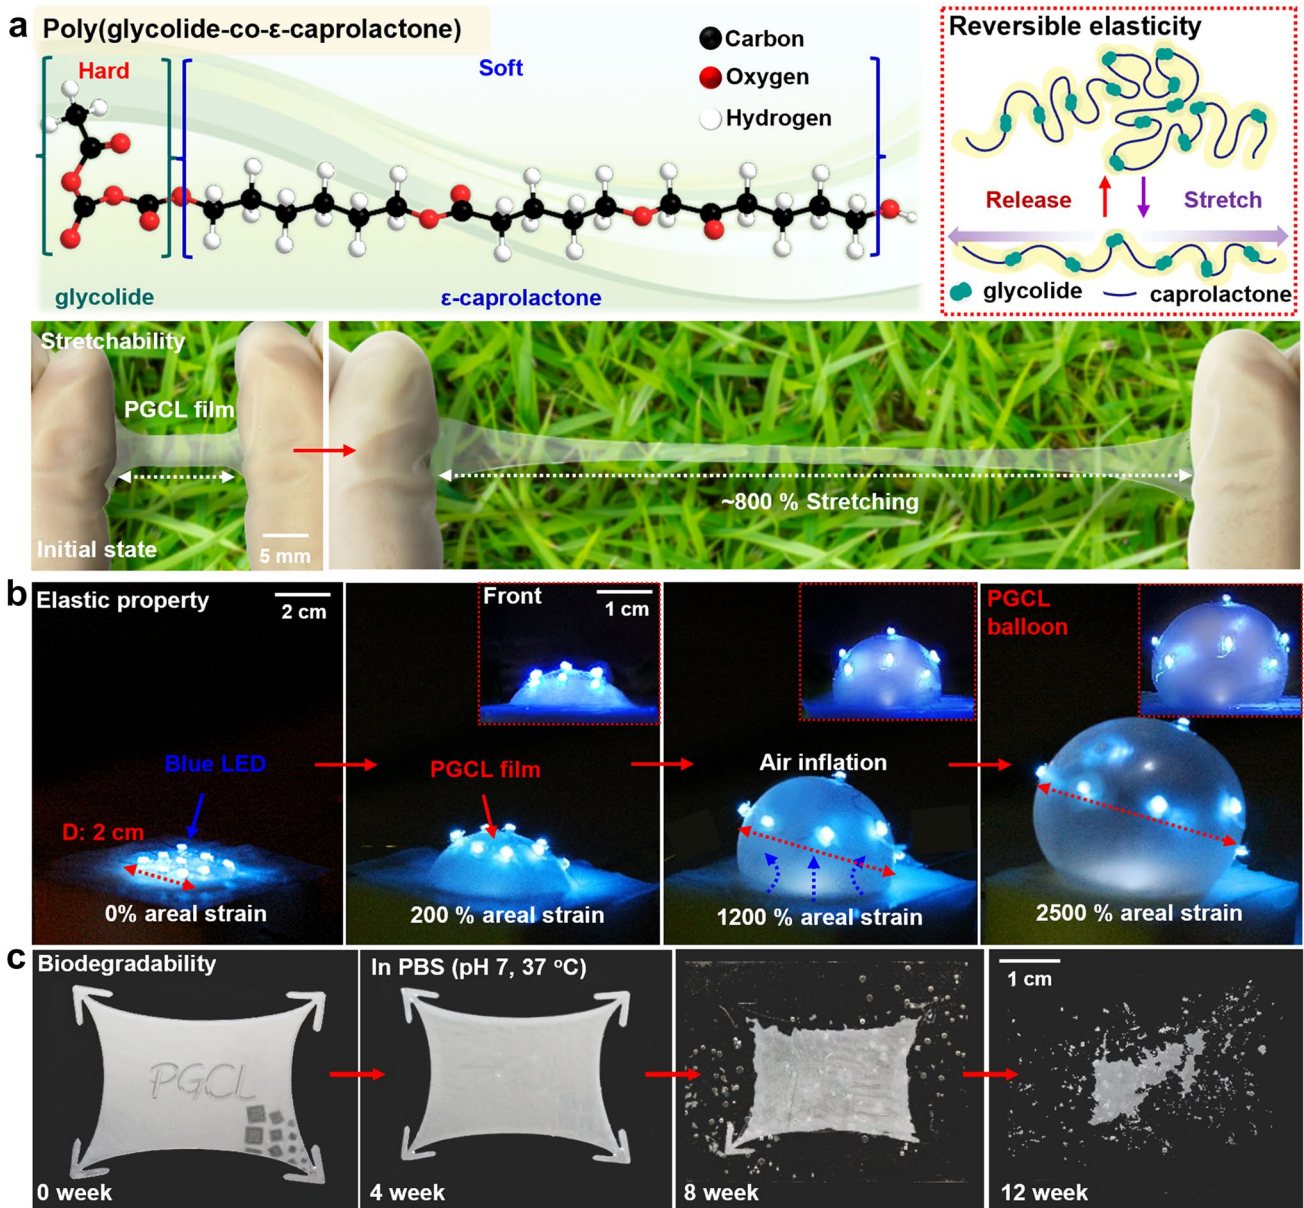 a
Poly(glycolide-co-ε-caprolactone)
Hard
Soft
Carbon
Oxygen
Hydrogen
glycolide
ε-caprolactone
Reversible elasticity
Release
Stretch
glycolide
caprolactone
Stretchability
PGCL film
Initial state
5 mm
~800 % Stretching
b
Elastic property
2 cm
Blue LED
D: 2 cm
0% areal strain
Front
1 cm
PGCL film
200 % areal strain
Air inflation
1200 % areal strain
PGCL
balloon
2500 % areal strain
c
Biodegradability
PGCL
0 week
In PBS (pH 7, 37 ºC)
4 week
8 week
1 cm
12 week